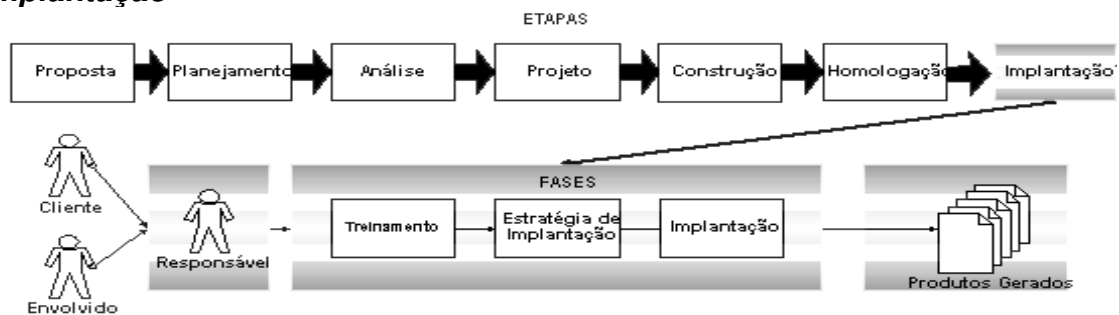 ETAPAS
Proposta
Planejamento
Análise
Projeto
Construção
Homologação
Implantação
Cliente
Envolvido
Responsável
FASES
Treinamento
Estratégia de
Implantação
Implantação
Produtos Gerados